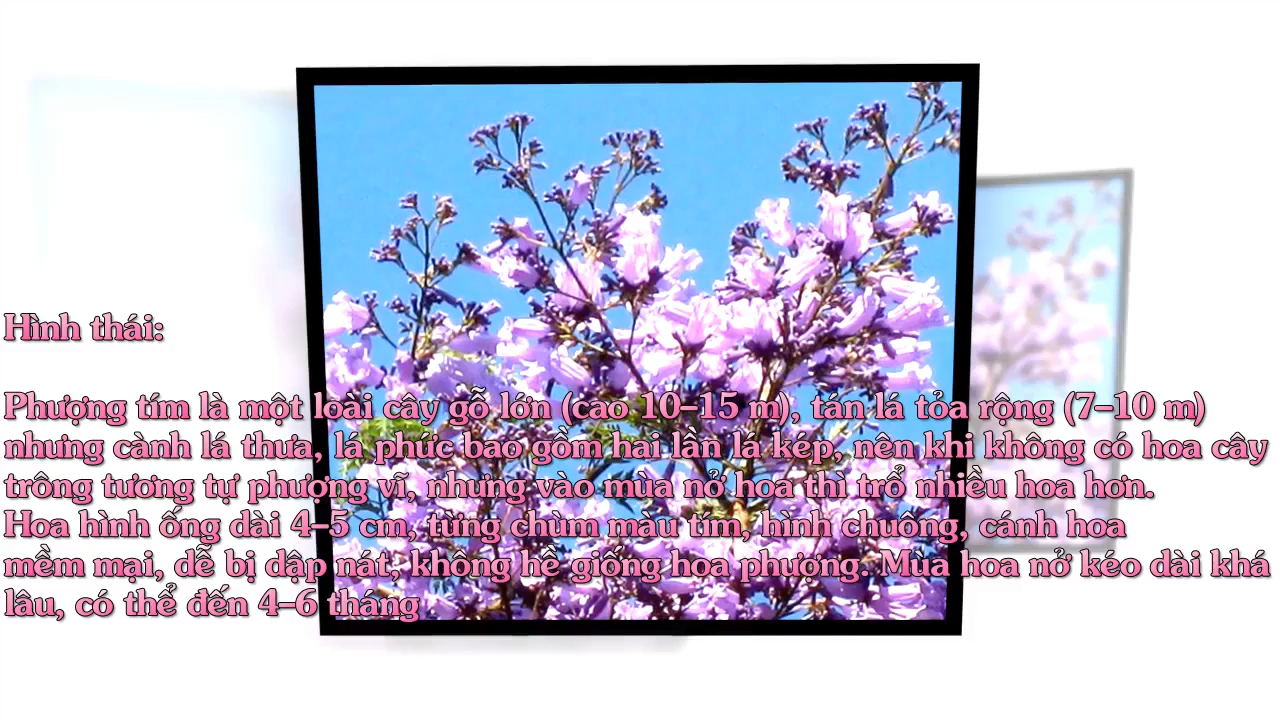 Hình thái:
Phượng tím là một loài cây gỗ lớn (cao 10–15 m), tán lá tỏa rộng (7–10 m)
nhưng cành lá thưa, lá phức bao gồm hai lần lá kép, nên khi không có hoa cây
trông tương tự phượng vĩ, nhưng vào mùa nở hoa thì trổ nhiều hoa hơn.
Hoa hình ống dài 4–5 cm, từng chùm màu tím, hình chuông, cánh hoa
mềm mại, dễ bị dập nát, không hề giống hoa phượng. Mùa hoa nở kéo dài khá
lâu, có thể đến 4–6 tháng